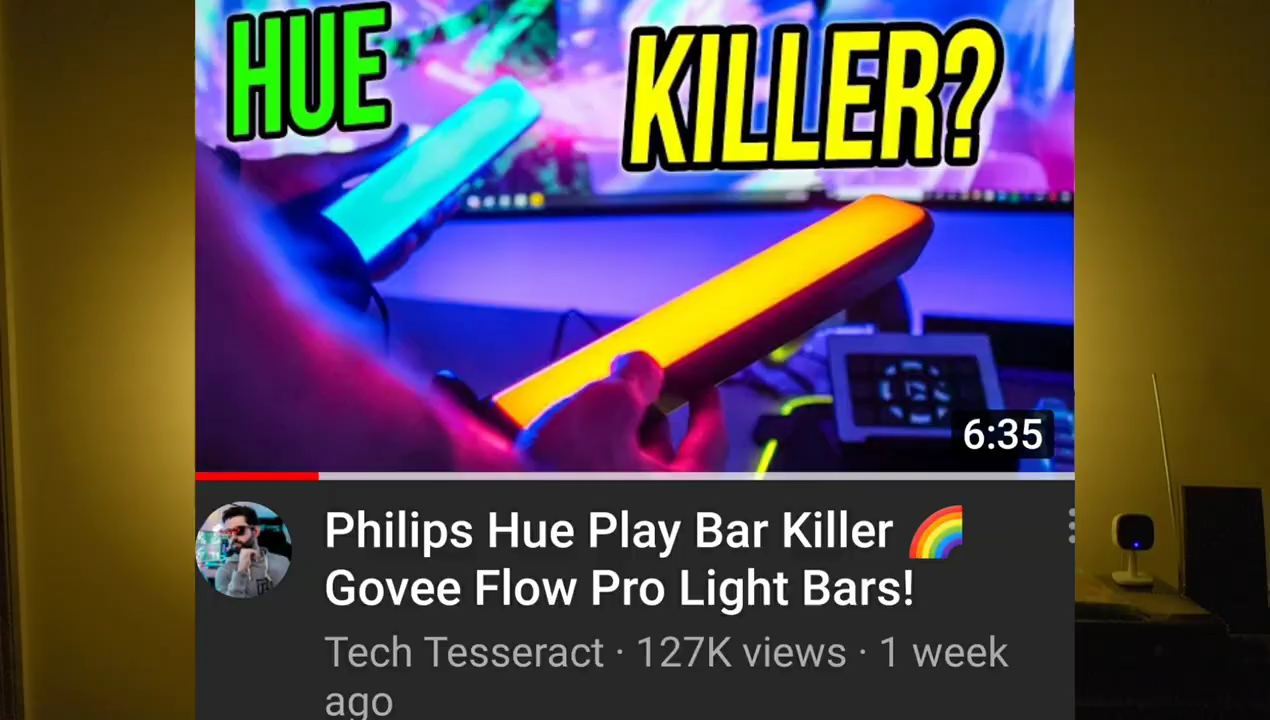 HUE KILLER?
6:35
Philips Hue Play Bar Killer 🌈
Govee Flow Pro Light Bars!
Tech Tesseract · 127K views · 1 week
ago